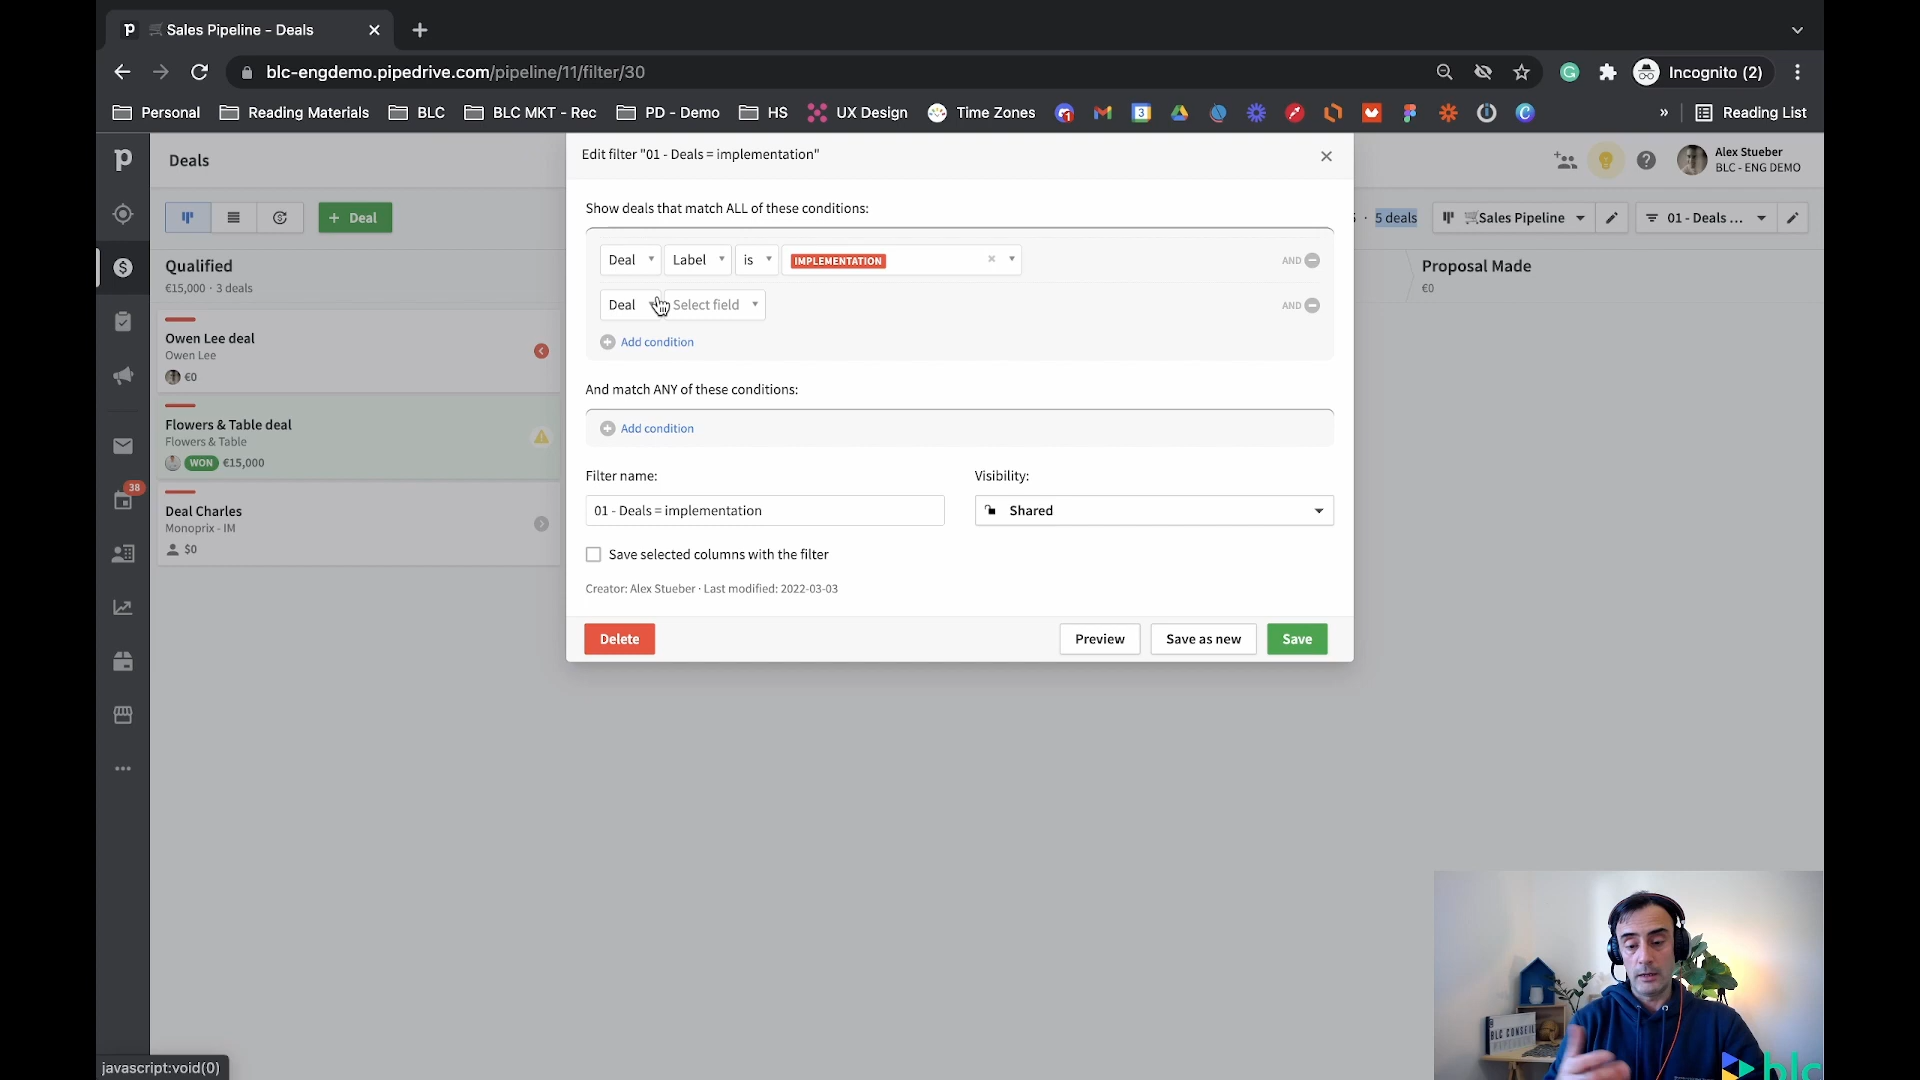 Sales Pipeline - Deals
blc-engdemo.pipedrive.com/pipeline/11/filter/30
Incognito (2)
Personal
Reading Materials
BLC
BLC MKT - Rec
PD - Demo
HS
UX Design
Time Zones
»
Reading List
Deals
Edit filter "01 - Deals = implementation"
Alex Stueber
BLC - ENG DEMO
+ Deal
Show deals that match ALL of these conditions:
· 5 deals
Sales Pipeline
01 - Deals ...
Qualified
€15,000 · 3 deals
Deal
Label
is
IMPLEMENTATION
AND
Proposal Made
€0
Deal
Select field
AND
Add condition
Owen Lee deal
Owen Lee
€0
And match ANY of these conditions:
Add condition
Flowers & Table deal
Flowers & Table
WON €15,000
Filter name:
Visibility:
01 - Deals = implementation
Shared
Deal Charles
Monoprix - IM
$0
38
Save selected columns with the filter
Creator: Alex Stueber · Last modified: 2022-03-03
Delete
Preview
Save as new
Save
BLC CONSEIL
blc
javascript:void(0)